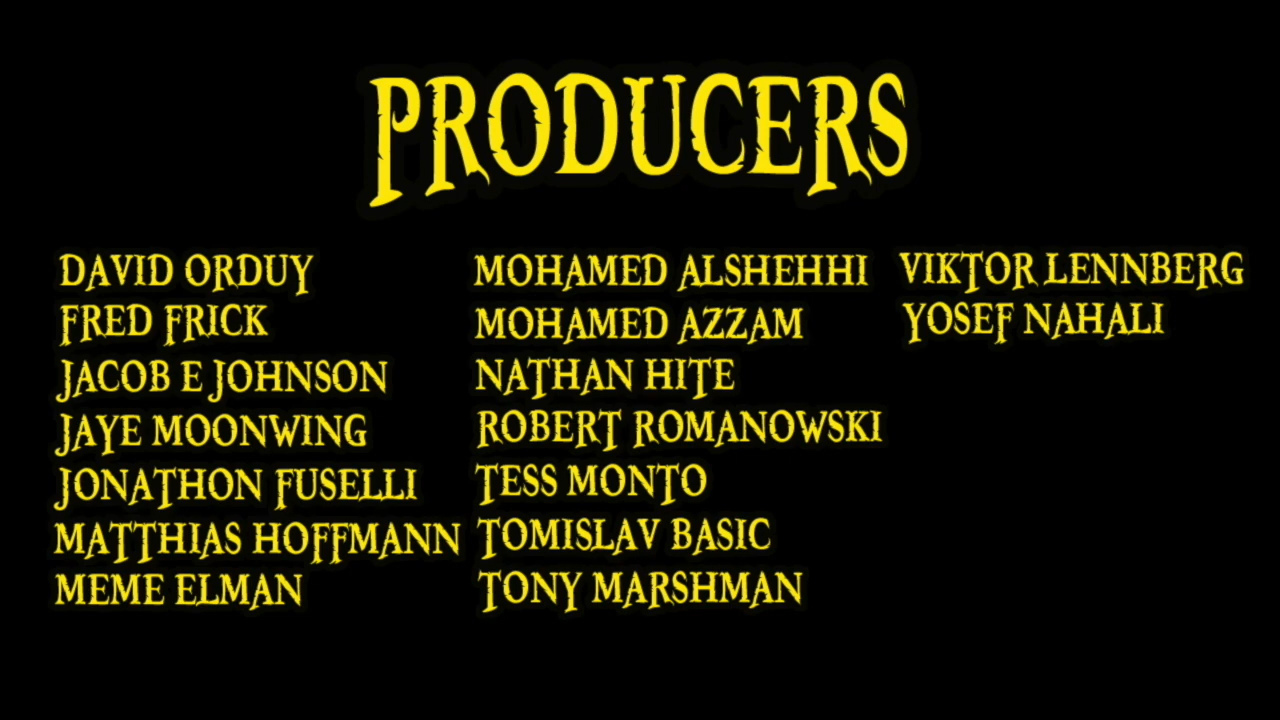 PRODUCERS
DAVID ORDUY
FRED FRICK
JACOB E JOHNSON
JAYE MOONWING
JONATHON FUSELLI
MATTHIAS HOFFMANN
MEME ELMAN
MOHAMED ALSHEHHI
MOHAMED AZZAM
NATHAN HITE
ROBERT ROMANOWSKI
TESS MONTO
TOMISLAV BASIC
TONY MARSHMAN
VIKTOR LENNBERG
YOSEF NAHALI